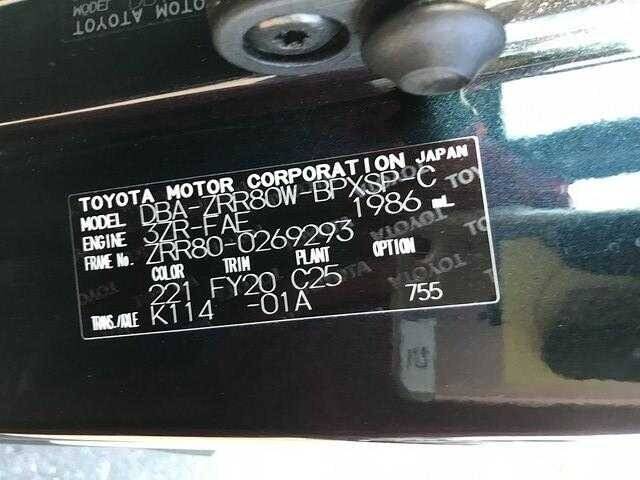 TOYOTA MOTOR CORPORATION JAPAN
MODEL DBA-ZRR80W-BPXSP-C
ENGINE 3ZR-FAE 1986 mL
FRAME No. ZRR80-0269293
COLOR TRIM PLANT OPTION
221 FY20 C25
TRANS./AXLE K114 -01A 755